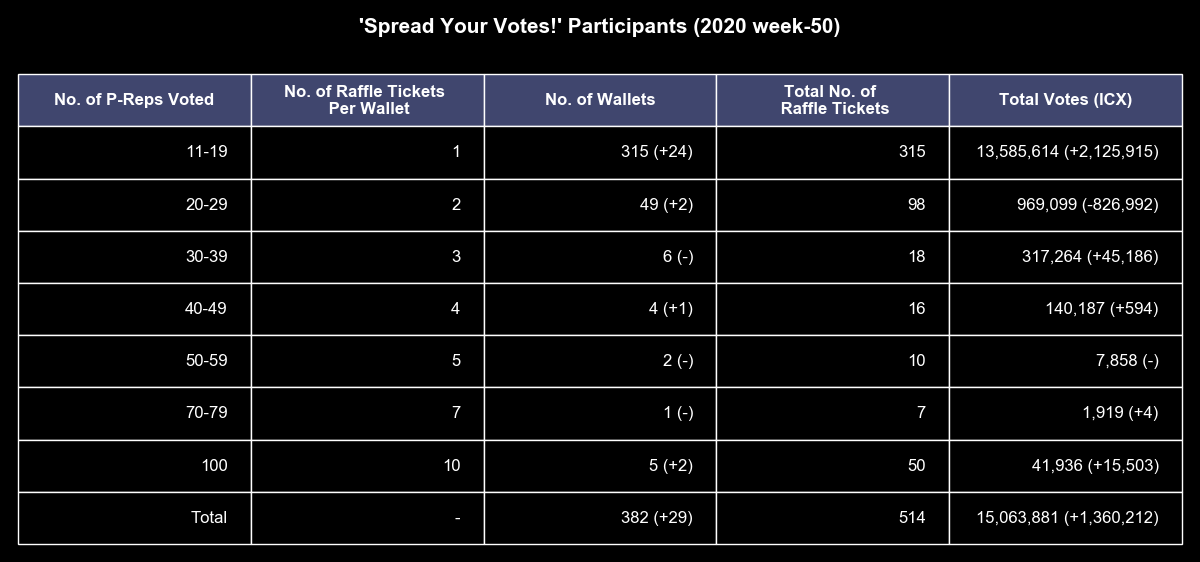 'Spread Your Votes!' Participants (2020 week-50)
No. of P-Reps Voted
No. of Raffle Tickets
Per Wallet
No. of Wallets
Total No. of
Raffle Tickets
Total Votes (ICX)
11-19 1 315 (+24) 315 13,585,614 (+2,125,915)
20-29 2 49 (+2) 98 969,099 (-826,992)
30-39 3 6 (-) 18 317,264 (+45,186)
40-49 4 4 (+1) 16 140,187 (+594)
50-59 5 2 (-) 10 7,858 (-)
70-79 7 1 (-) 7 1,919 (+4)
100 10 5 (+2) 50 41,936 (+15,503)
Total - 382 (+29) 514 15,063,881 (+1,360,212)